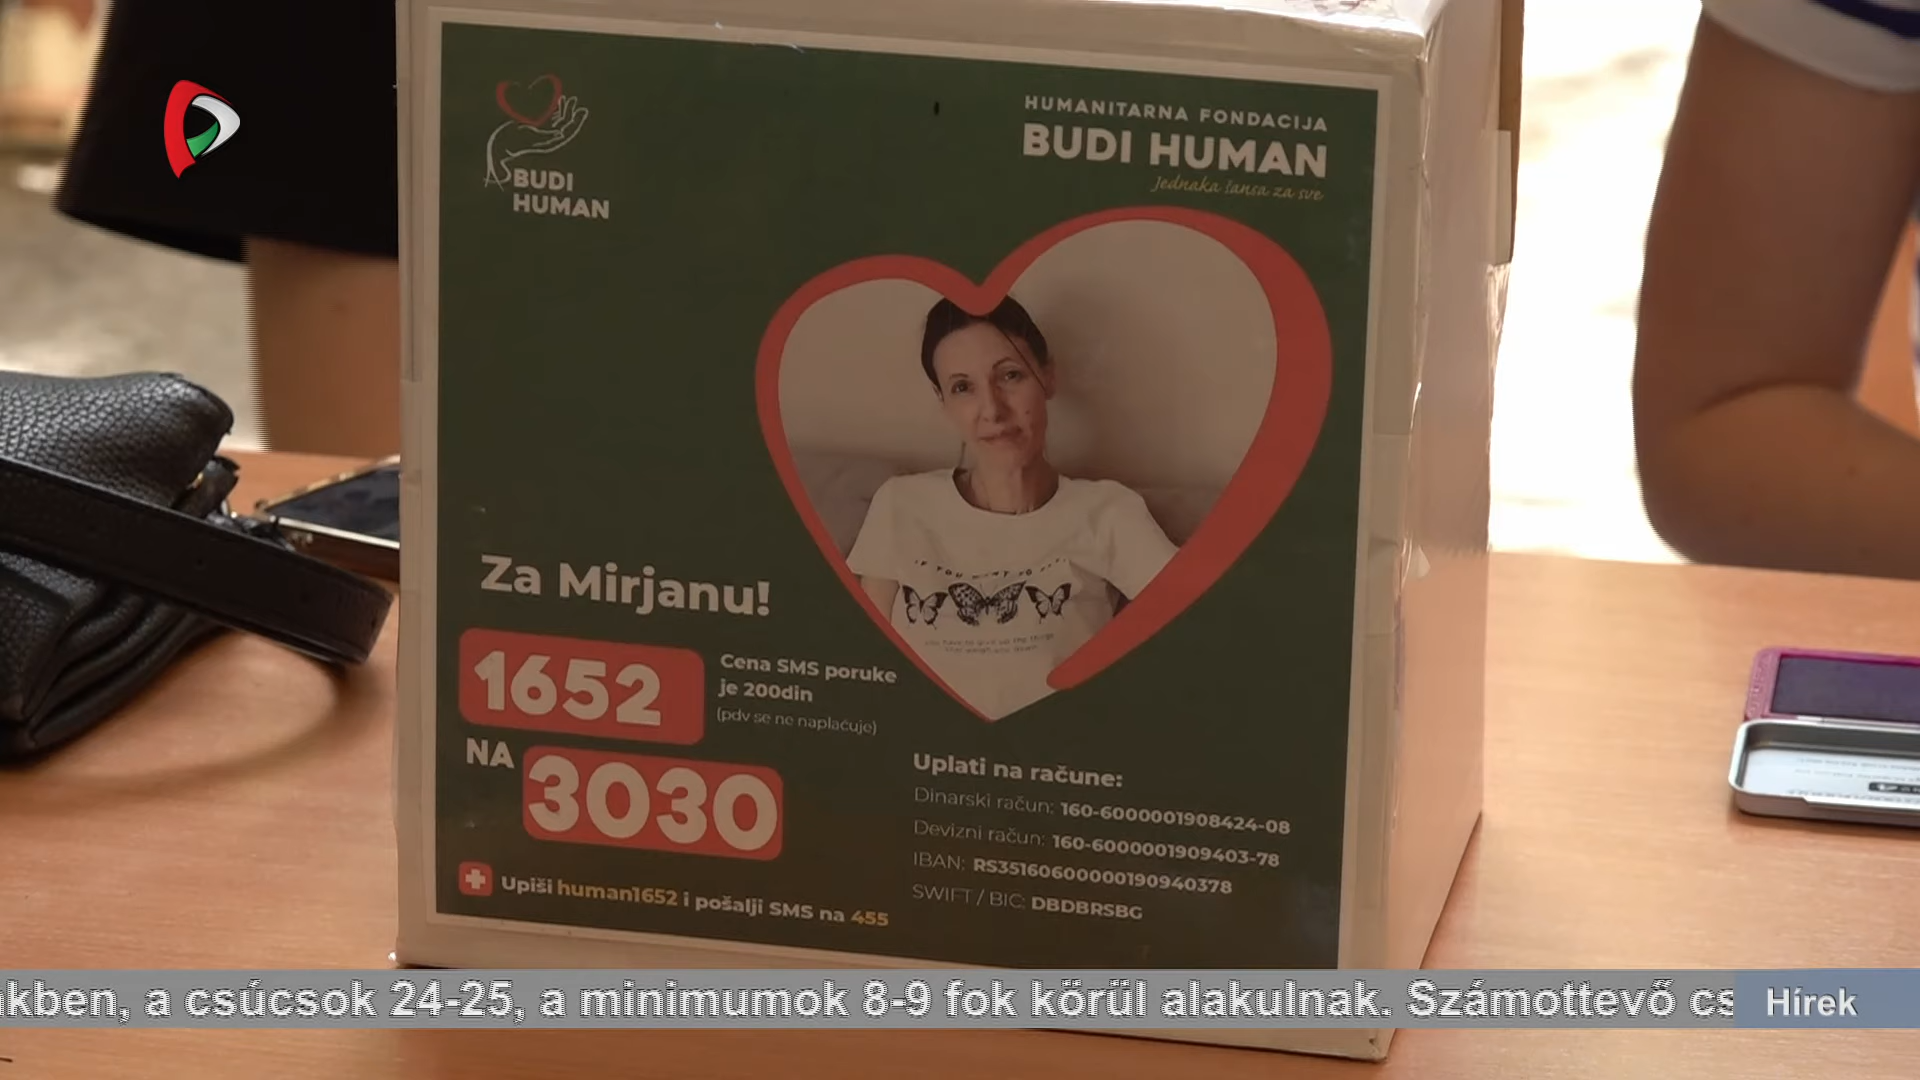 BUDI
HUMAN
HUMANITARNA FONDACIJA
BUDI HUMAN
Jednaka šansa za sve
Za Mirjanu!
1652
Cena SMS poruke
je 200din
(pdv se ne naplaćuje)
NA
3030
Upiši human1652 i pošalji SMS na 455
Uplati na račune:
Dinarski račun: 160-6000001908424-08
Devizni račun: 160-6000001909403-78
IBAN: RS35160600000190940378
SWIFT / BIC: DBDBRSBG
nkben, a csúcsok 24-25, a minimumok 8-9 fok körül alakulnak. Számottevő cs
Hírek